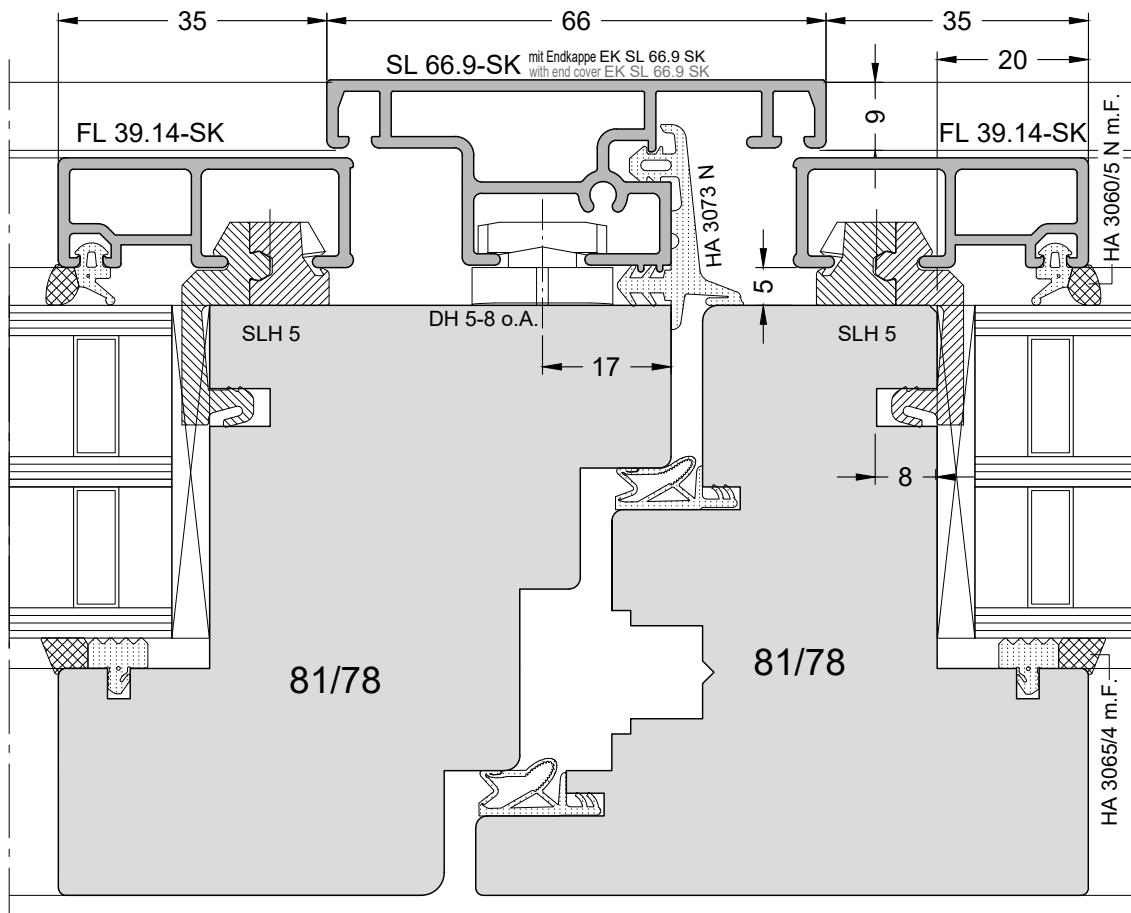 35
66
35
SL 66.9-SK mit Endkappe EK SL 66.9 SK
with end cover EK SL 66.9 SK
20
9
FL 39.14-SK
FL 39.14-SK
HA 3060/5 N m.F.
HA 3073 N
5
SLH 5
DH 5-8 o.A.
SLH 5
17
8
81/78
81/78
HA 3065/4 m.F.